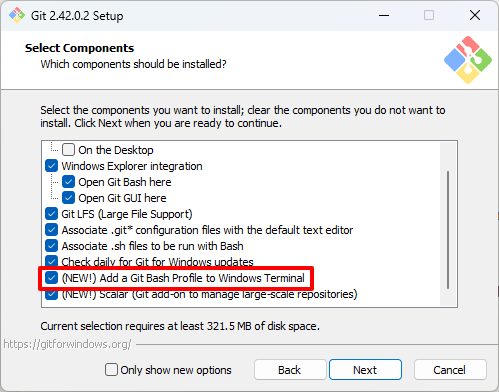 Git 2.42.0.2 Setup
Select Components
Which components should be installed?
Select the components you want to install; clear the components you do not want to
install. Click Next when you are ready to continue.
On the Desktop
Windows Explorer integration
Open Git Bash here
Open Git GUI here
Git LFS (Large File Support)
Associate .git* configuration files with the default text editor
Associate .sh files to be run with Bash
Check daily for Git for Windows updates
(NEW!) Add a Git Bash Profile to Windows Terminal
(NEW!) Scalar (Git add-on to manage large-scale repositories)
Current selection requires at least 321.5 MB of disk space.
https://gitforwindows.org/
Only show new options
Back
Next
Cancel